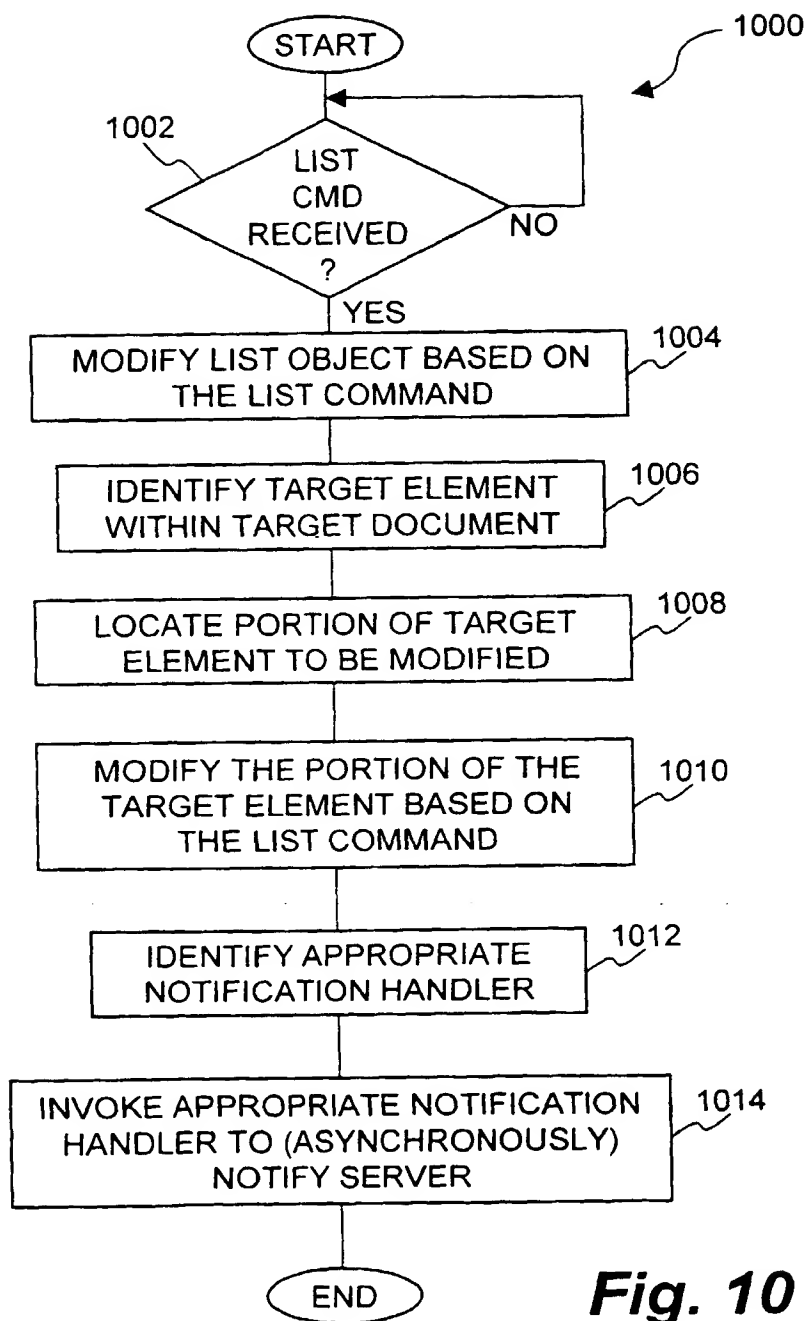 START
1000
1002
LIST
CMD
RECEIVED
?
NO
YES
MODIFY LIST OBJECT BASED ON
THE LIST COMMAND
1004
IDENTIFY TARGET ELEMENT
WITHIN TARGET DOCUMENT
1006
LOCATE PORTION OF TARGET
ELEMENT TO BE MODIFIED
1008
MODIFY THE PORTION OF THE
TARGET ELEMENT BASED ON
THE LIST COMMAND
1010
IDENTIFY APPROPRIATE
NOTIFICATION HANDLER
1012
INVOKE APPROPRIATE NOTIFICATION
HANDLER TO (ASYNCHRONOUSLY)
NOTIFY SERVER
1014
END
Fig. 10